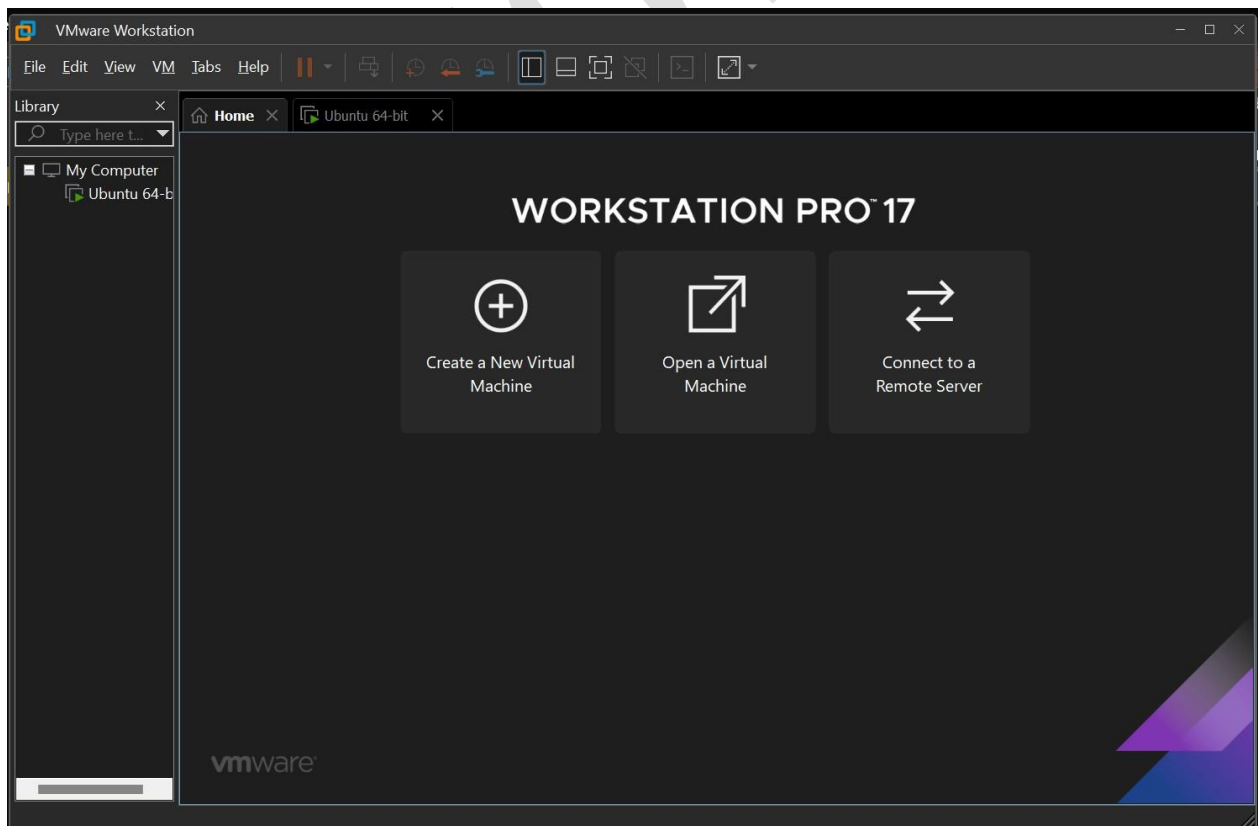 VMware Workstation
File Edit View VM Tabs Help
Library
Home
Ubuntu 64-bit
Type here t...
My Computer
Ubuntu 64-b
WORKSTATION PRO™ 17
Create a New Virtual
Machine
Open a Virtual
Machine
Connect to a
Remote Server
vmware®